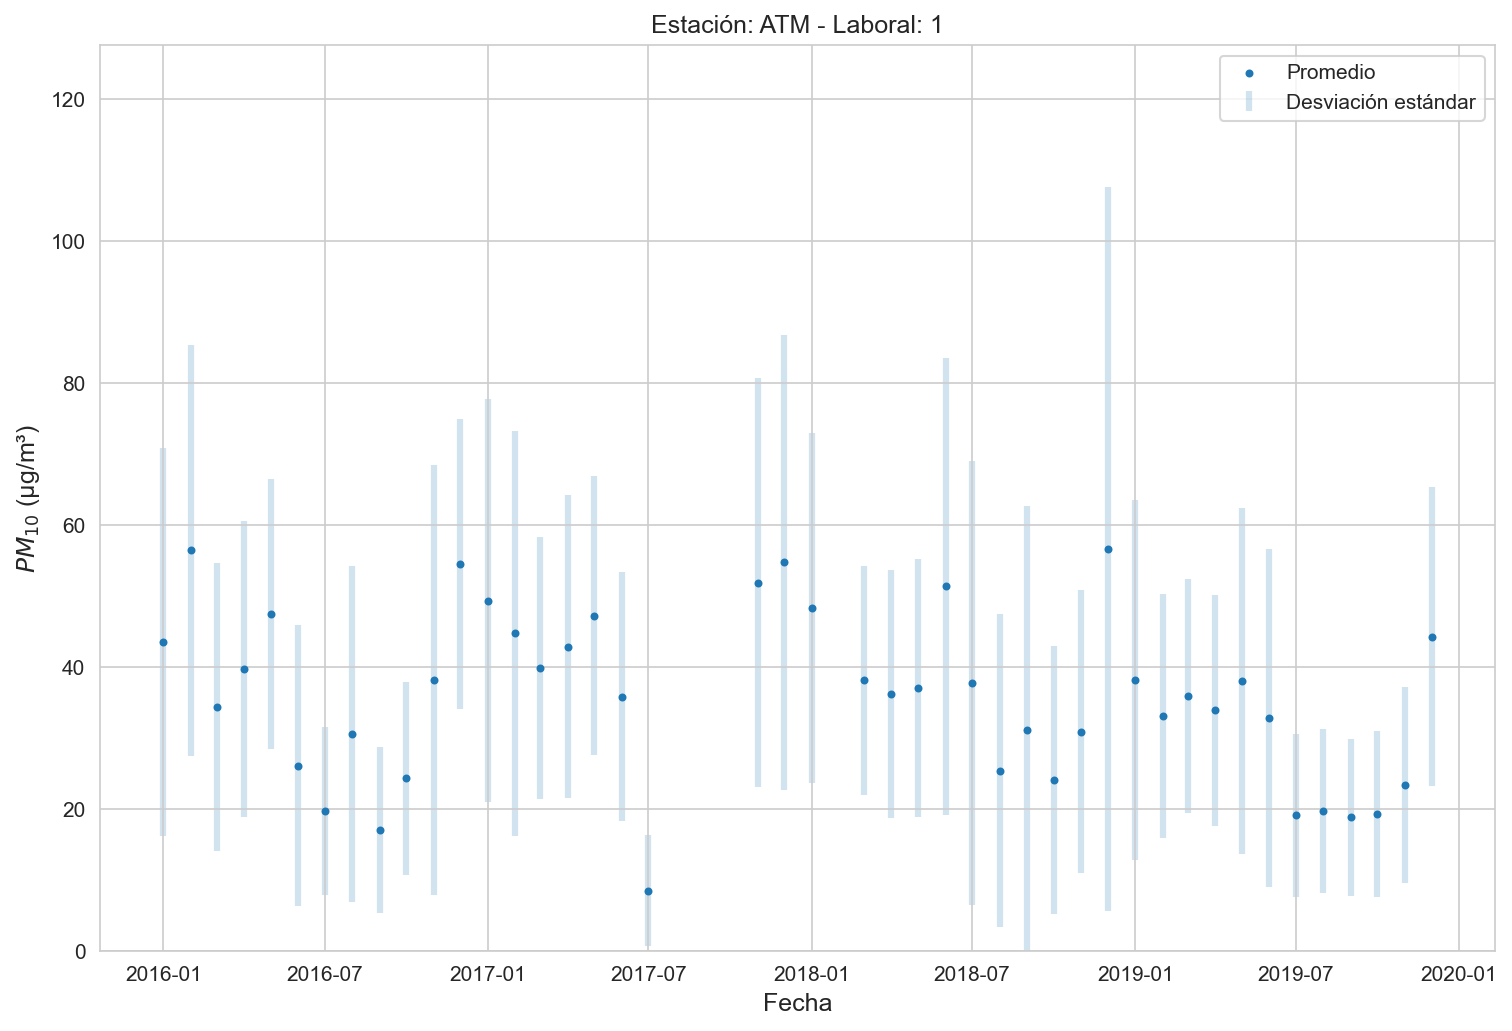 Estación: ATM - Laboral: 1
Promedio
Desviación estándar
120
100
80
60
40
20
0
PM10 (µg/m³)
2016-01 2016-07 2017-01 2017-07 2018-01 2018-07 2019-01 2019-07 2020-01
Fecha